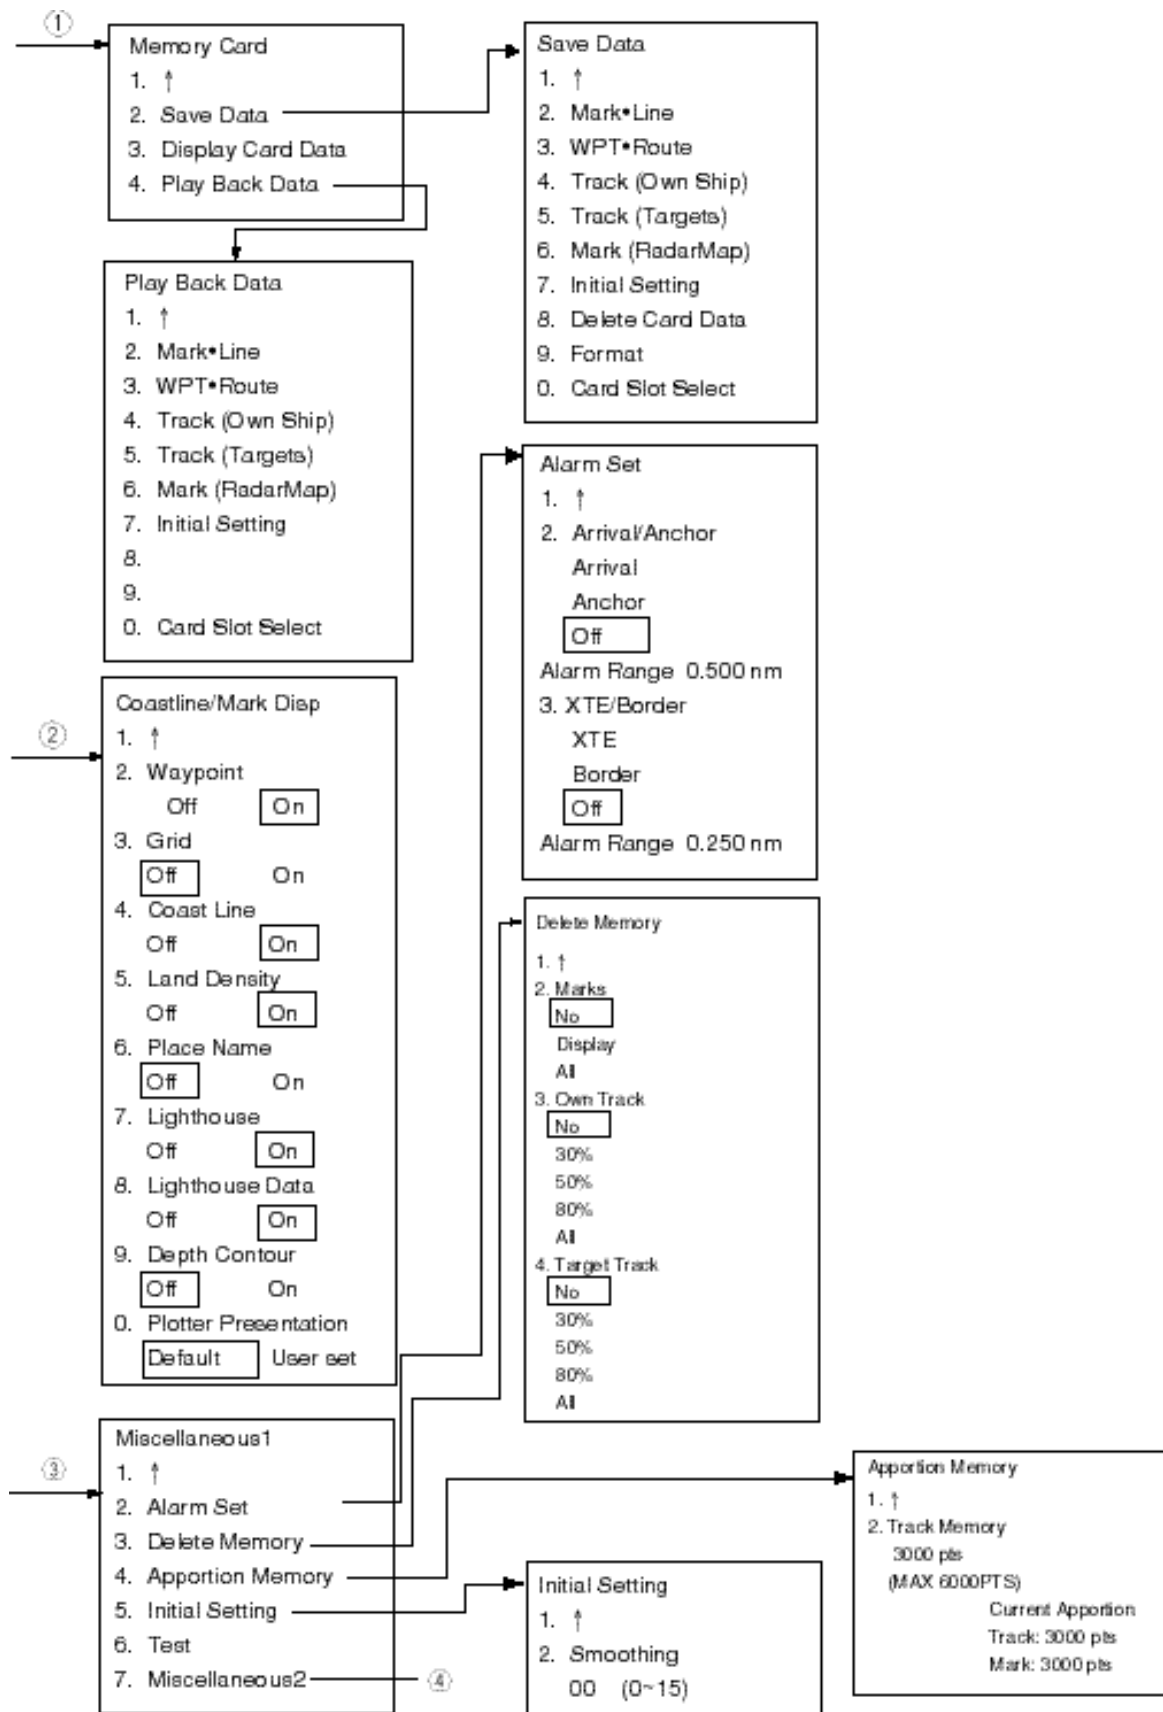 ①
Memory Card
1. ↑
2. Save Data
3. Display Card Data
4. Play Back Data
Save Data
1. ↑
2. Mark•Line
3. WPT•Route
4. Track (Own Ship)
5. Track (Targets)
6. Mark (RadarMap)
7. Initial Setting
8. Delete Card Data
9. Format
0. Card Slot Select
Play Back Data
1. ↑
2. Mark•Line
3. WPT•Route
4. Track (Own Ship)
5. Track (Targets)
6. Mark (RadarMap)
7. Initial Setting
8.
9.
0. Card Slot Select
Alarm Set
1. ↑
2. Arrival/Anchor
Arrival
Anchor
Off
Alarm Range 0.500 nm
3. XTE/Border
XTE
Border
Off
Alarm Range 0.250 nm
②
Coastline/Mark Disp
1. ↑
2. Waypoint
Off On
3. Grid
Off On
4. Coast Line
Off On
5. Land Density
Off On
6. Place Name
Off On
7. Lighthouse
Off On
8. Lighthouse Data
Off On
9. Depth Contour
Off On
0. Plotter Presentation
Default User set
Delete Memory
1. ↑
2. Marks
No
Display
All
3. Own Track
No
30%
50%
80%
All
4. Target Track
No
30%
50%
80%
All
③
Miscellaneous1
1. ↑
2. Alarm Set
3. Delete Memory
4. Apportion Memory
5. Initial Setting
6. Test
7. Miscellaneous2 ④
Initial Setting
1. ↑
2. Smoothing
00 (0~15)
Apportion Memory
1. ↑
2. Track Memory
3000 pts
(MAX 6000PTS)
Current Apportion
Track: 3000 pts
Mark: 3000 pts